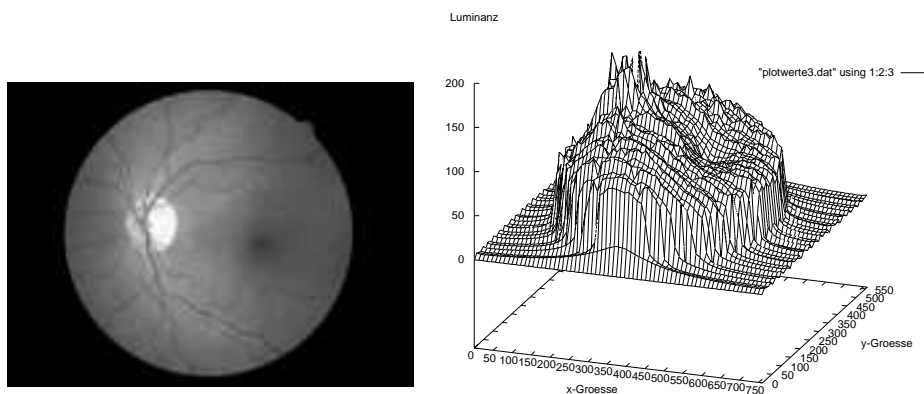 Luminanz
"plotwerte3.dat" using 1:2:3
200
150
100
50
0
0 50 100 150 200 250 300 350 400 450 500 550 600 650 700 750
x-Groesse
0 50 100 150 200 250 300 350 400 450 500 550
y-Groesse